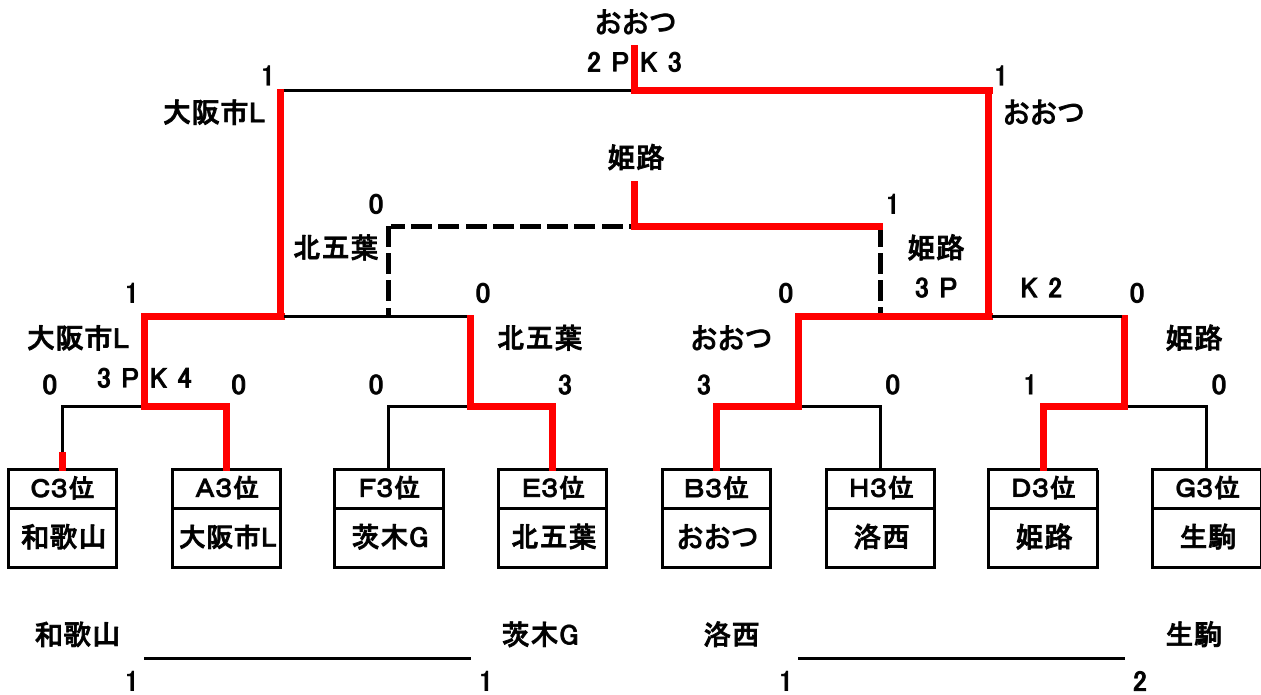 おおつ
2 P K 3
1 1
大阪市L おおつ
姫路
0 1
北五葉 姫路
3 P K 2
1 0 0 0
大阪市L 北五葉 おおつ 姫路
3 P K 4
0 0 0 3 3 0 1 0
C3位 A3位 F3位 E3位 B3位 H3位 D3位 G3位
和歌山 大阪市L 茨木G 北五葉 おおつ 洛西 姫路 生駒
和歌山 茨木G 洛西 生駒
1 1 1 2